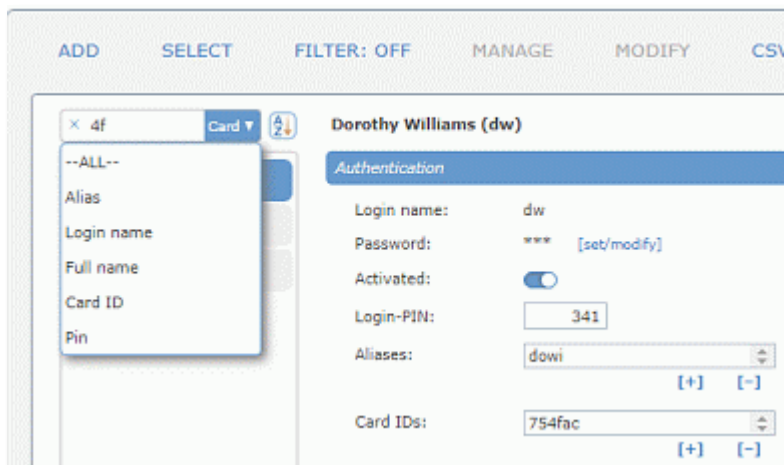 ADD SELECT FILTER: OFF MANAGE MODIFY CSV
× 4f Card ▼
--ALL--
Alias
Login name
Full name
Card ID
Pin
Dorothy Williams (dw)
Authentication
Login name: dw
Password: *** [set/modify]
Activated:
Login-PIN: 341
Aliases: dowi
[+] [−]
Card IDs: 754fac
[+] [−]